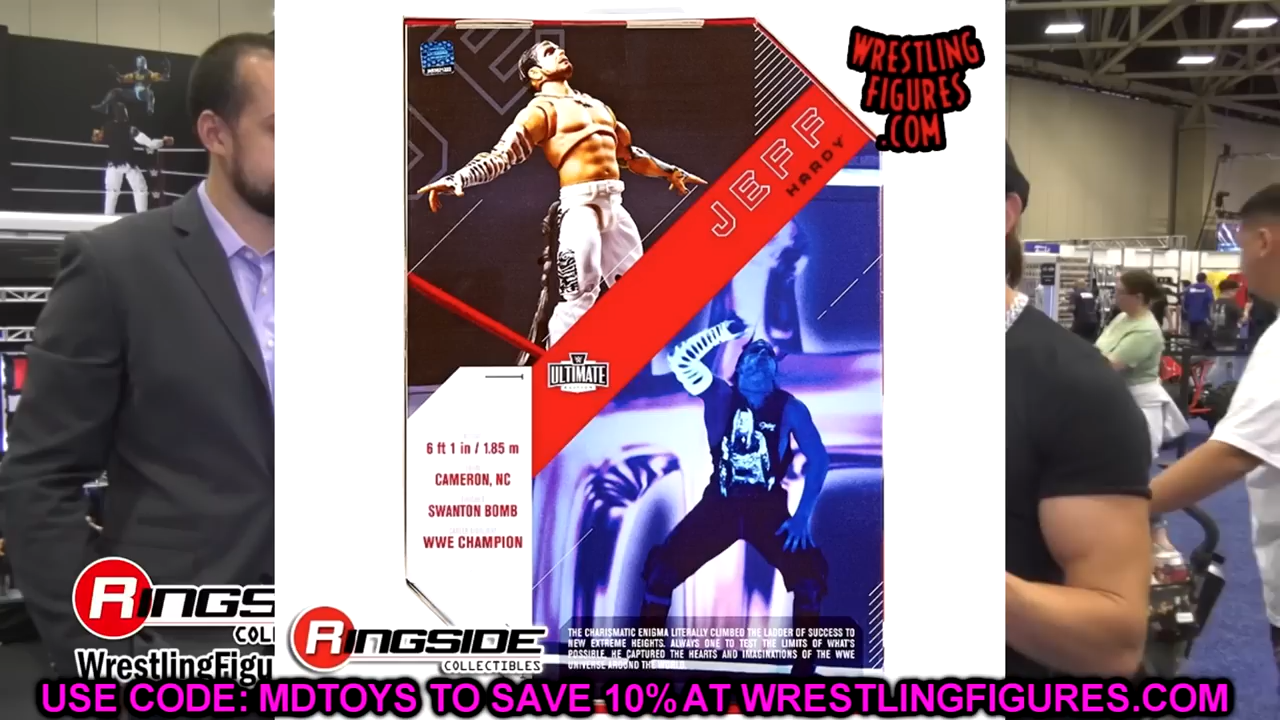 WRESTLING
FIGURES
.COM
JEFF
HARDY
W
ULTIMATE
EDITION
6 ft 1 in / 1.85 m
CAMERON, NC
SWANTON BOMB
WWE CHAMPION
THE CHARISMATIC ENIGMA LITERALLY CLIMBED THE LADDER OF SUCCESS TO
NEW EXTREME HEIGHTS. ALWAYS ONE TO TEST THE LIMITS OF WHAT'S
POSSIBLE, HE CAPTURED THE HEARTS AND IMAGINATIONS OF THE WWE
UNIVERSE AROUND THE WORLD.
RINGS
COLL
WrestlingFigu
RINGSIDE
COLLECTIBLES
USE CODE: MDTOYS TO SAVE 10% AT WRESTLINGFIGURES.COM